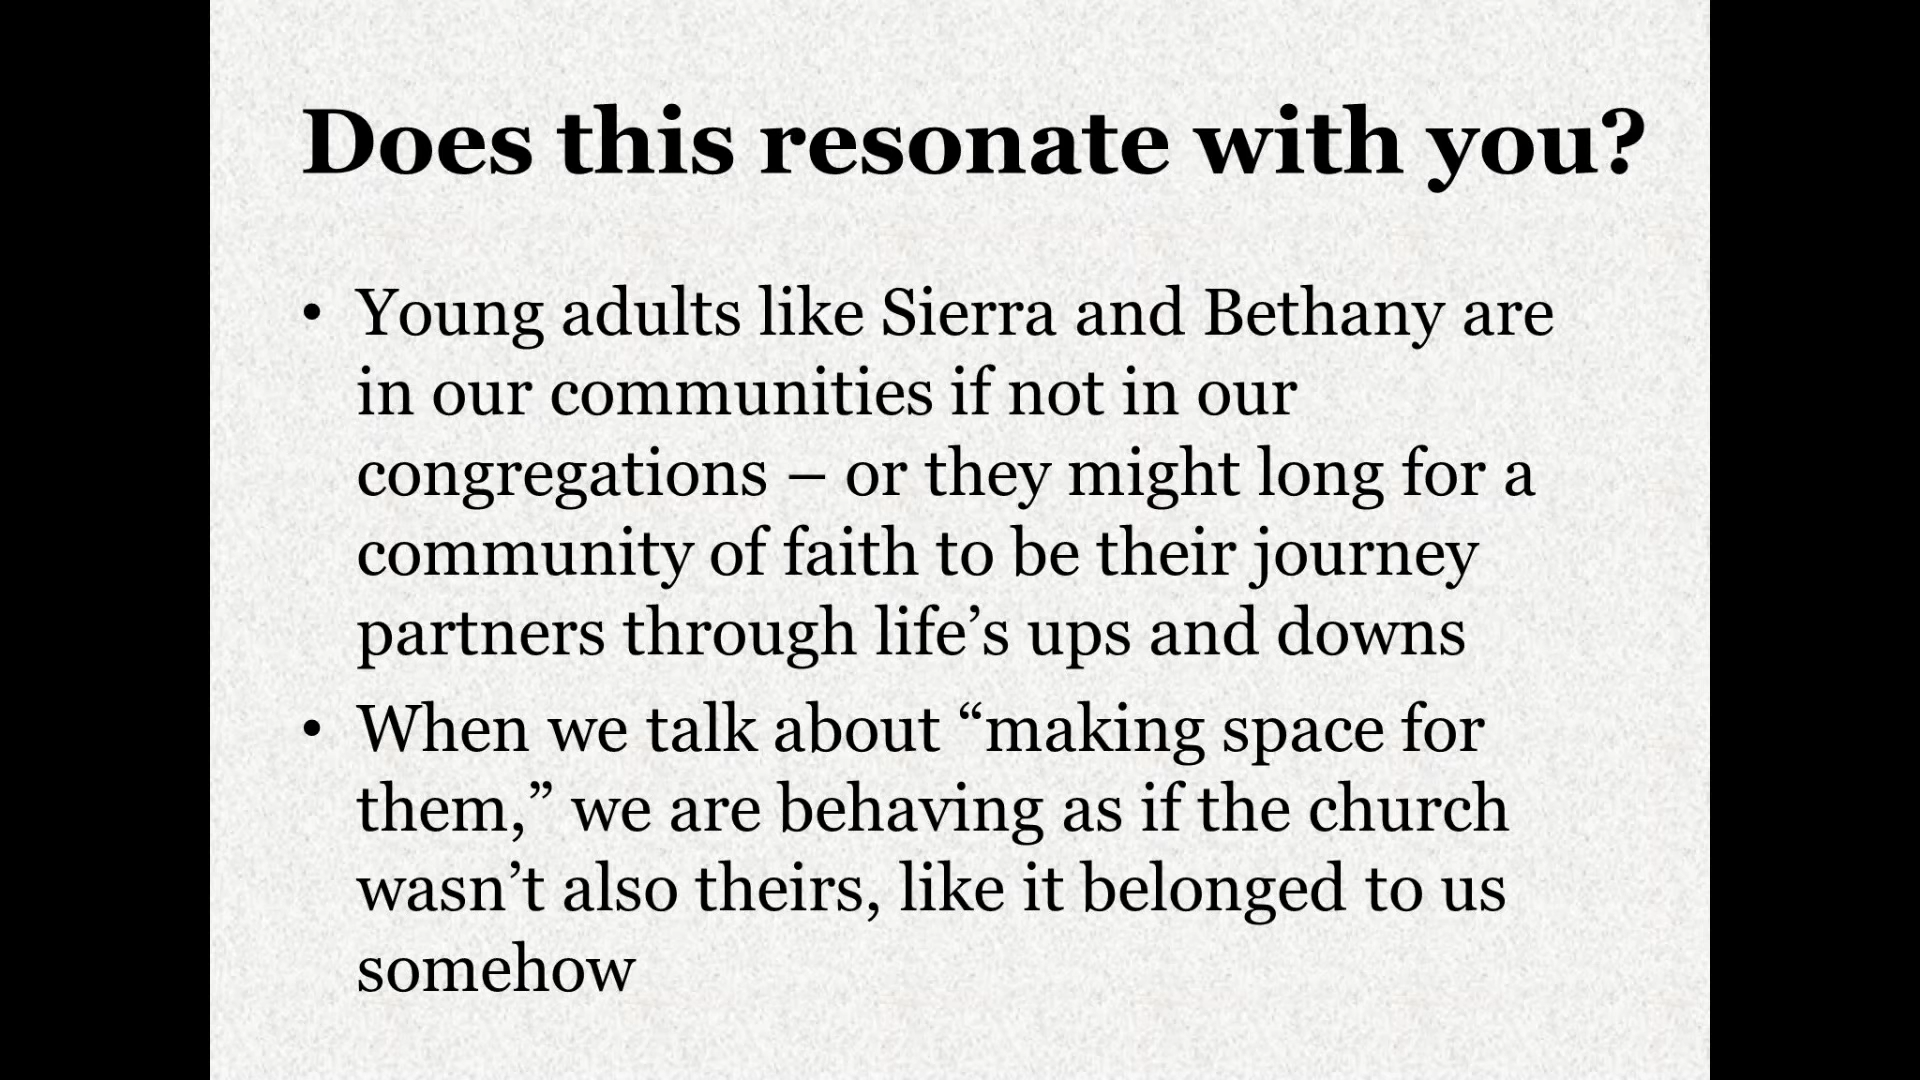 Does this resonate with you?
• Young adults like Sierra and Bethany are
in our communities if not in our
congregations – or they might long for a
community of faith to be their journey
partners through life’s ups and downs
• When we talk about “making space for
them,” we are behaving as if the church
wasn’t also theirs, like it belonged to us
somehow